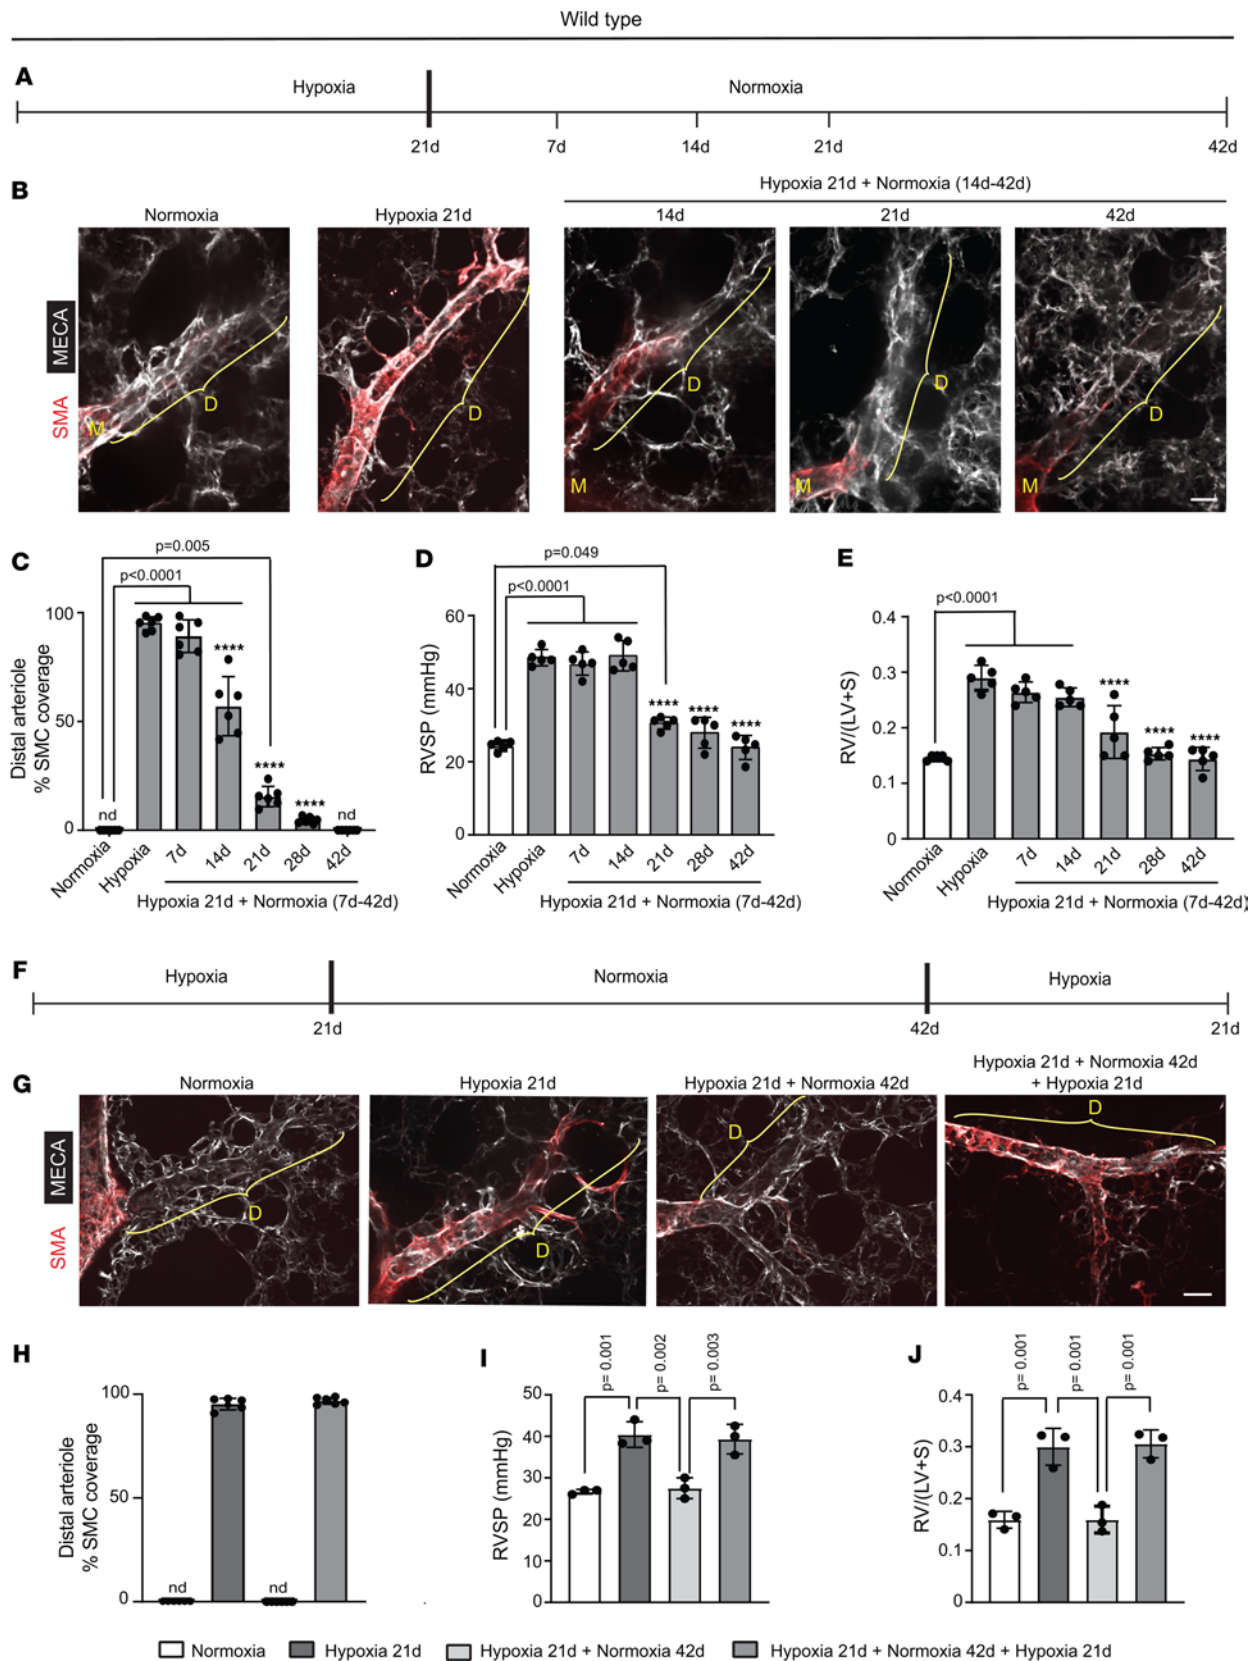 Wild type
A
Hypoxia
Normoxia
21d
7d
14d
21d
42d
B
Hypoxia 21d + Normoxia (14d-42d)
Normoxia
Hypoxia 21d
14d
21d
42d
SMA MECA
M
D
D
M
D
M
D
M
D
C
p=0.005
p<0.0001
Distal arteriole
% SMC coverage
100
50
0
nd
****
****
****
nd
Normoxia
Hypoxia
7d
14d
21d
28d
42d
Hypoxia 21d + Normoxia (7d-42d)
D
p=0.049
p<0.0001
RVSP (mmHg)
60
40
20
0
****
****
****
Normoxia
Hypoxia
7d
14d
21d
28d
42d
Hypoxia 21d + Normoxia (7d-42d)
E
p<0.0001
RV/(LV+S)
0.4
0.3
0.2
0.1
0
****
****
****
Normoxia
Hypoxia
7d
14d
21d
28d
42d
Hypoxia 21d + Normoxia (7d-42d)
F
Hypoxia
Normoxia
Hypoxia
21d
42d
21d
G
Normoxia
Hypoxia 21d
Hypoxia 21d + Normoxia 42d
Hypoxia 21d + Normoxia 42d
+ Hypoxia 21d
SMA MECA
D
D
D
D
H
Distal arteriole
% SMC coverage
100
50
0
nd
nd
I
p= 0.001
p= 0.002
p= 0.003
RVSP (mmHg)
50
40
30
20
10
0
J
p= 0.001
p= 0.001
p= 0.001
RV/(LV+S)
0.4
0.3
0.2
0.1
0
Normoxia
Hypoxia 21d
Hypoxia 21d + Normoxia 42d
Hypoxia 21d + Normoxia 42d + Hypoxia 21d